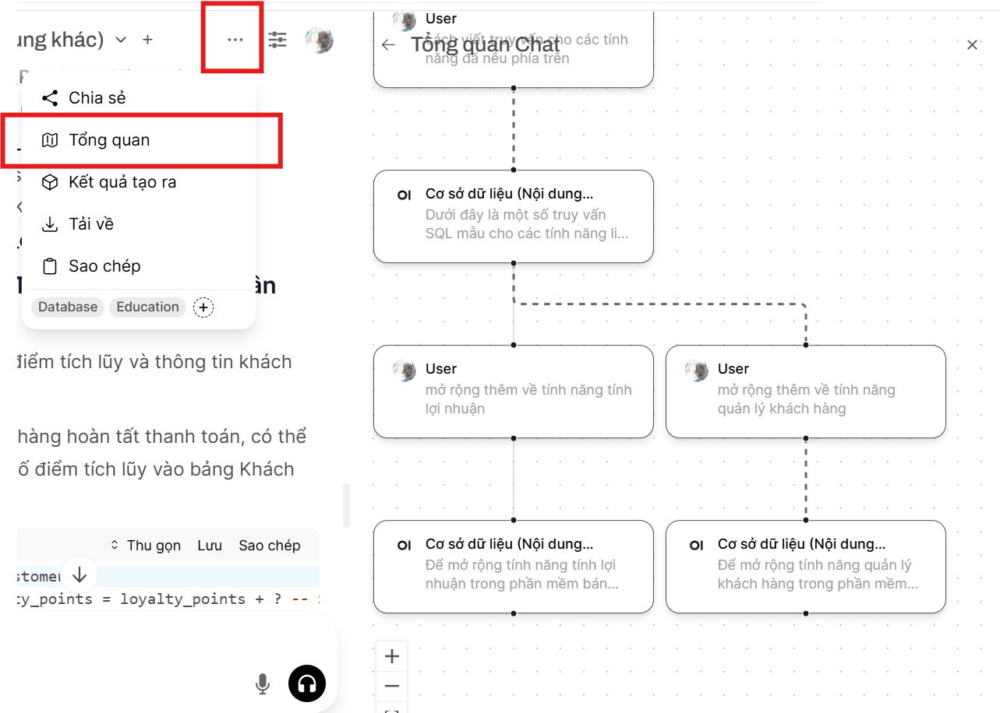 ung khác)
Chia sẻ
Tổng quan
Kết quả tạo ra
Tải về
Sao chép
Database Education
điểm tích lũy và thông tin khách
hàng hoàn tất thanh toán, có thể
ố điểm tích lũy vào bảng Khách
Thu gọn Lưu Sao chép
stomer
ty_points = loyalty_points + ? --
User
Tổng quan Chat
cách viết truy vấn cho các tính
năng đã nêu phía trên
OI Cơ sở dữ liệu (Nội dung...
Dưới đây là một số truy vấn
SQL mẫu cho các tính năng li...
User
mở rộng thêm về tính năng tính
lợi nhuận
User
mở rộng thêm về tính năng
quản lý khách hàng
OI Cơ sở dữ liệu (Nội dung...
Để mở rộng tính năng tính lợi
nhuận trong phần mềm bán...
OI Cơ sở dữ liệu (Nội dung...
Để mở rộng tính năng quản lý
khách hàng trong phần mềm...